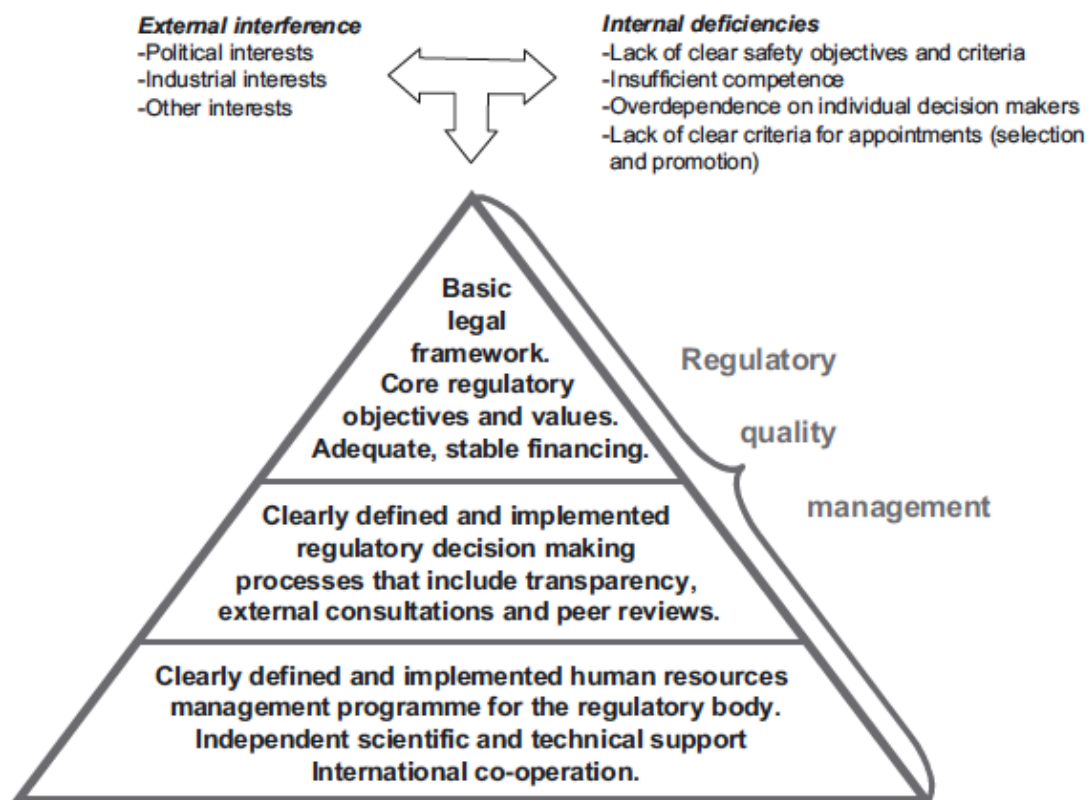 External interference
-Political interests
-Industrial interests
-Other interests
Internal deficiencies
-Lack of clear safety objectives and criteria
-Insufficient competence
-Overdependence on individual decision makers
-Lack of clear criteria for appointments (selection
and promotion)
Basic
legal
framework.
Core regulatory
objectives and values.
Adequate, stable financing.
Regulatory
quality
management
Clearly defined and implemented
regulatory decision making
processes that include transparency,
external consultations and peer reviews.
Clearly defined and implemented human resources
management programme for the regulatory body.
Independent scientific and technical support
International co-operation.